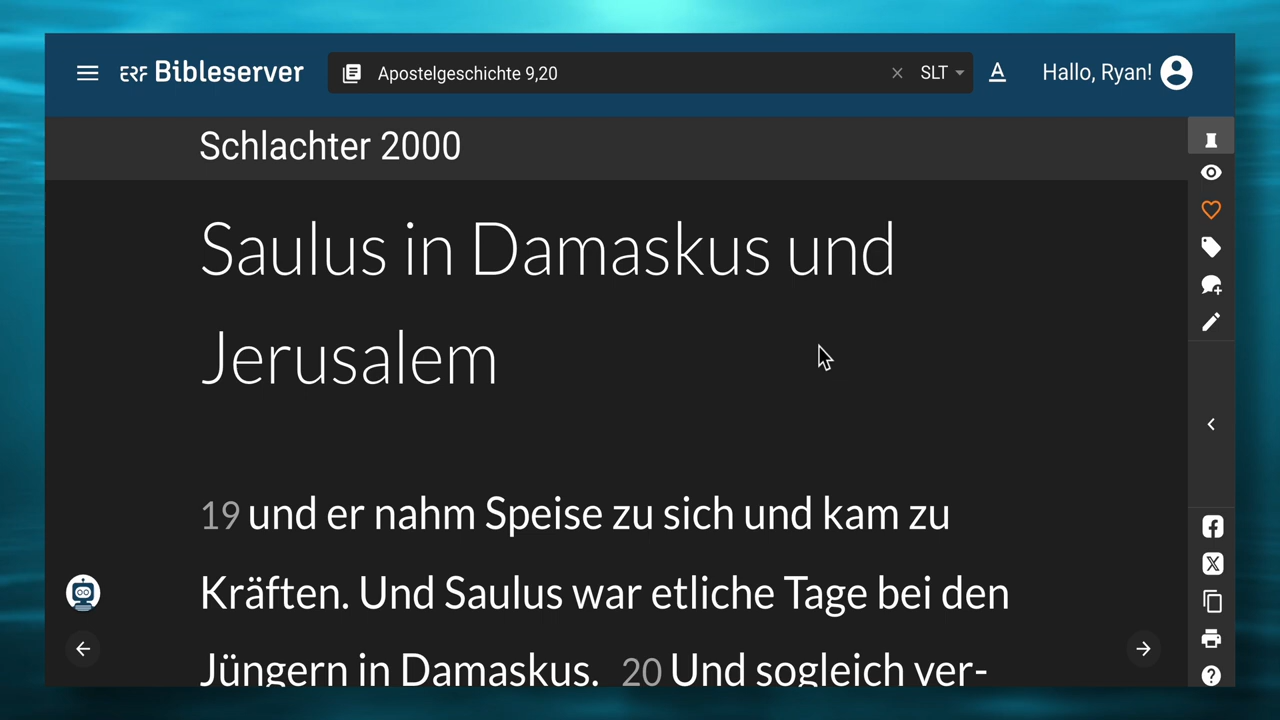 ERF Bibleserver
Apostelgeschichte 9,20
SLT
A
Hallo, Ryan!
Schlachter 2000
Saulus in Damaskus und
Jerusalem
19 und er nahm Speise zu sich und kam zu
Kräften. Und Saulus war etliche Tage bei den
Jüngern in Damaskus. 20 Und sogleich ver-